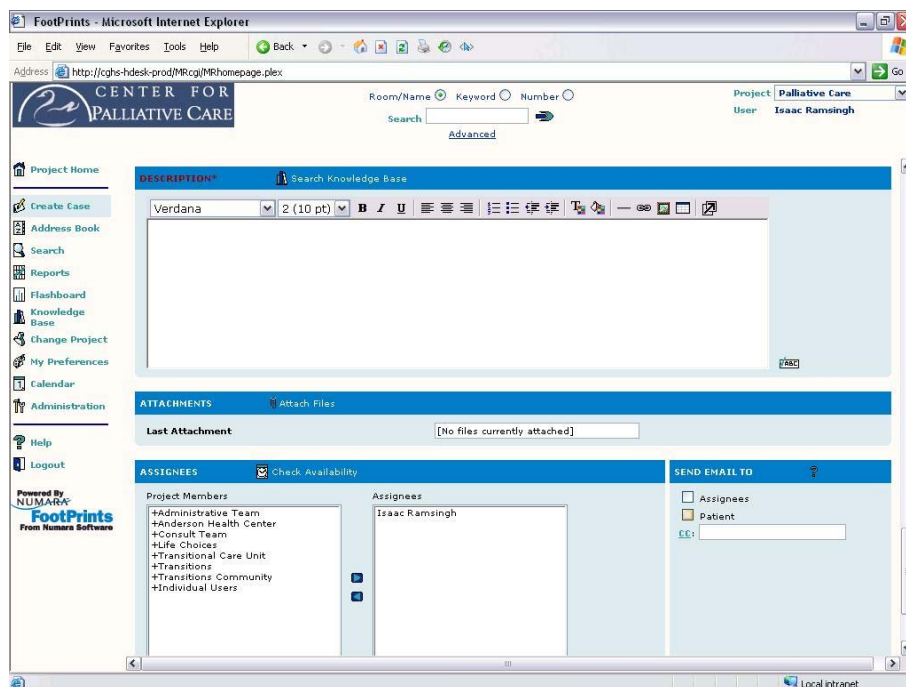 FootPrints - Microsoft Internet Explorer
File Edit View Favorites Tools Help Back
Address http://cghs-hdesk-prod/MRcgi/MRhomepage.plex Go
CENTER FOR
PALLIATIVE CARE
Room/Name Keyword Number
Search
Advanced
Project Palliative Care
User Isaac Ramsingh
Project Home
Create Case
Address Book
Search
Reports
Flashboard
Knowledge
Base
Change Project
My Preferences
Calendar
Administration
Help
Logout
Powered By
NUMARA
FootPrints
From Numara Software
DESCRIPTION* Search Knowledge Base
Verdana 2 (10 pt) B I U
ABC
ATTACHMENTS Attach Files
Last Attachment [No files currently attached]
ASSIGNEES Check Availability
Project Members
+Administrative Team
+Anderson Health Center
+Consult Team
+Life Choices
+Transitional Care Unit
+Transitions
+Transitions Community
+Individual Users
Assignees
Isaac Ramsingh
SEND EMAIL TO ?
Assignees
Patient
CC:
Local intranet